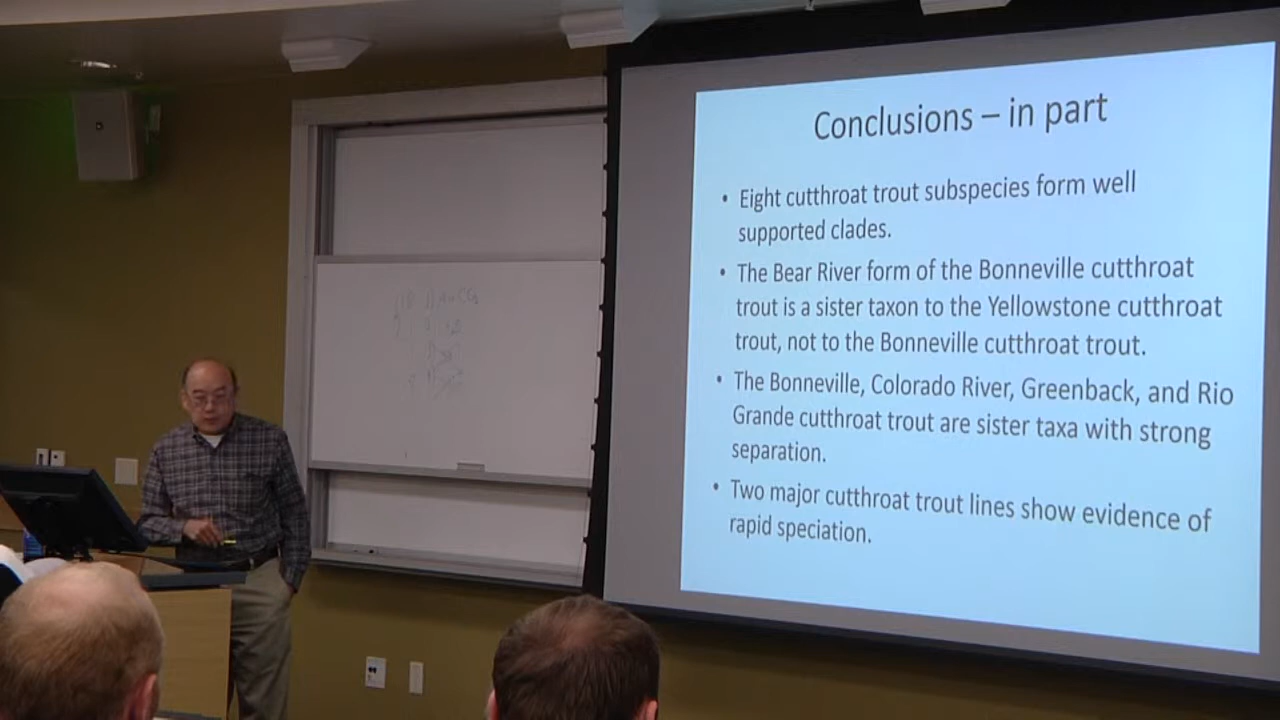 Conclusions – in part
• Eight cutthroat trout subspecies form well
supported clades.
• The Bear River form of the Bonneville cutthroat
trout is a sister taxon to the Yellowstone cutthroat
trout, not to the Bonneville cutthroat trout.
• The Bonneville, Colorado River, Greenback, and Rio
Grande cutthroat trout are sister taxa with strong
separation.
• Two major cutthroat trout lines show evidence of
rapid speciation.